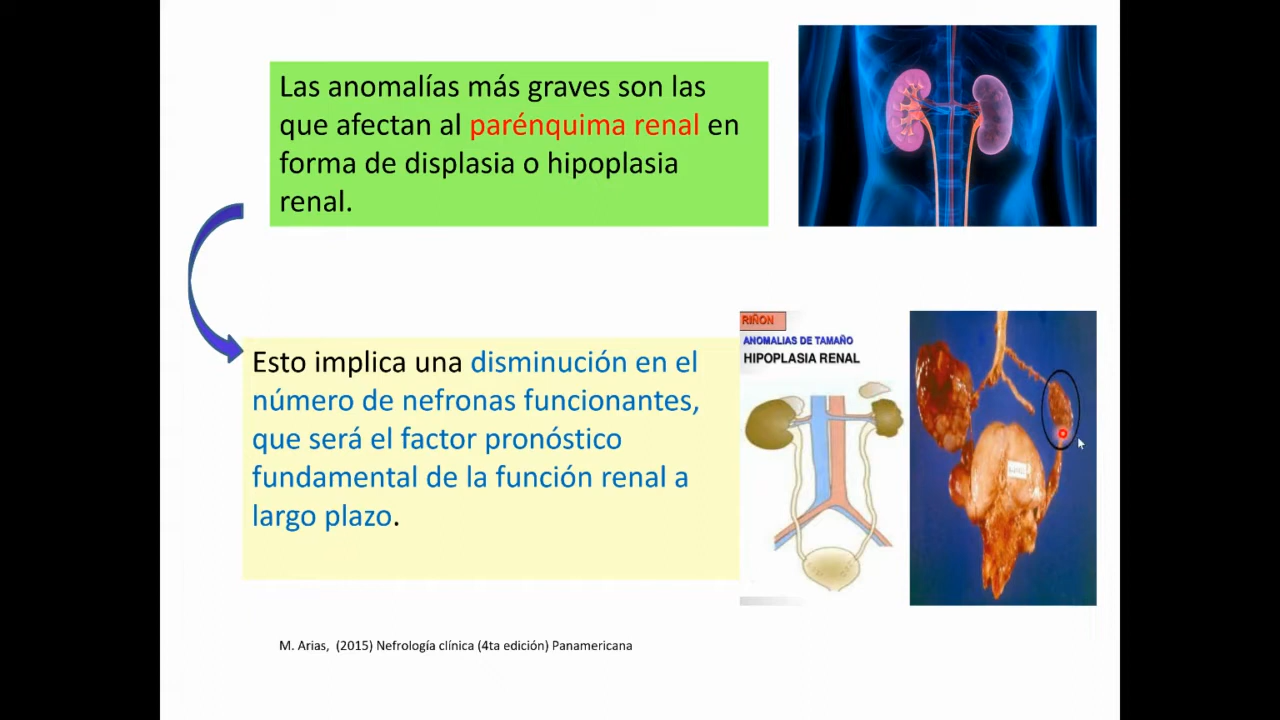 Las anomalías más graves son las
que afectan al parénquima renal en
forma de displasia o hipoplasia
renal.
Esto implica una disminución en el
número de nefronas funcionantes,
que será el factor pronóstico
fundamental de la función renal a
largo plazo.
RIÑON
ANOMALIAS DE TAMAÑO
HIPOPLASIA RENAL
M. Arias, (2015) Nefrología clínica (4ta edición) Panamericana